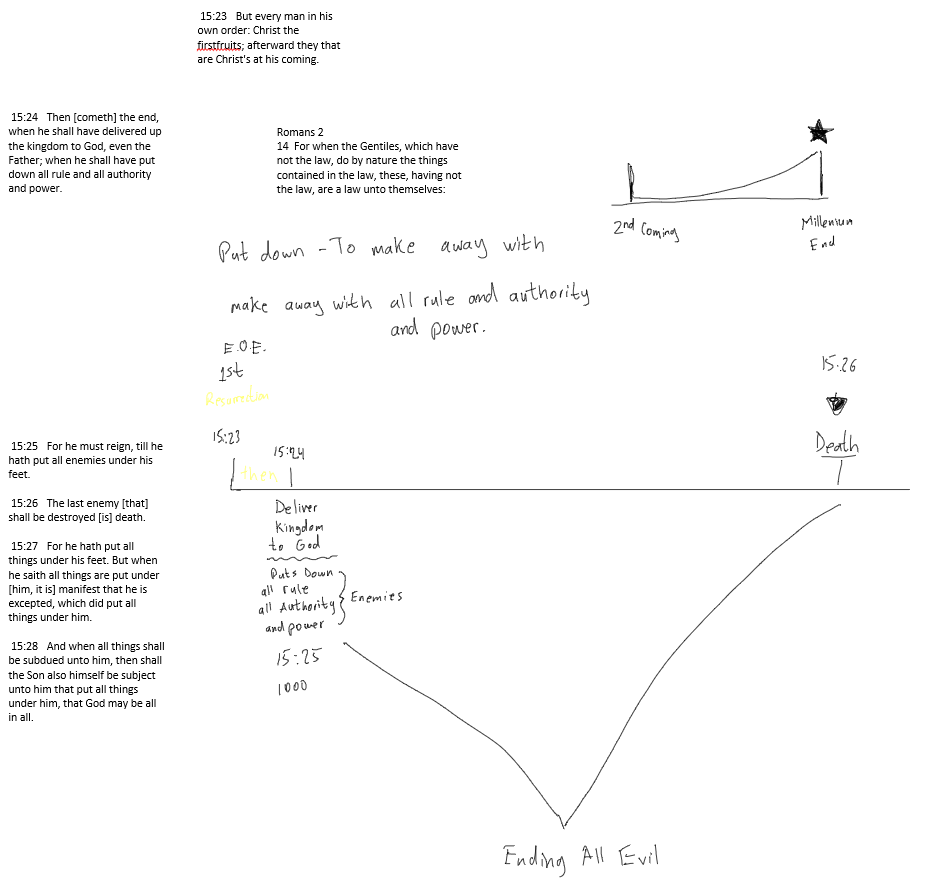 15:23   But every man in his
own order: Christ the
firstfruits; afterward they that
are Christ's at his coming.
15:24   Then [cometh] the end,
when he shall have delivered up
the kingdom to God, even the
Father; when he shall have put
down all rule and all authority
and power.
Romans 2
14  For when the Gentiles, which have
not the law, do by nature the things
contained in the law, these, having not
the law, are a law unto themselves:
2nd Coming
Millenium
End
Put down - To make away with
make away with all rule and authority
and power.
E.O.E.
1st
15:23
then
15:24
15:26
Death
15:25   For he must reign, till he
hath put all enemies under his
feet.
15:26   The last enemy [that]
shall be destroyed [is] death.
15:27   For he hath put all
things under his feet. But when
he saith all things are put under
[him, it is] manifest that he is
excepted, which did put all
things under him.
15:28   And when all things shall
be subdued unto him, then shall
the Son also himself be subject
unto him that put all things
under him, that God may be all
in all.
Deliver
Kingdom
to God
Puts Down
all rule
all Authority
and power
Enemies
15:25
1000
Ending All Evil